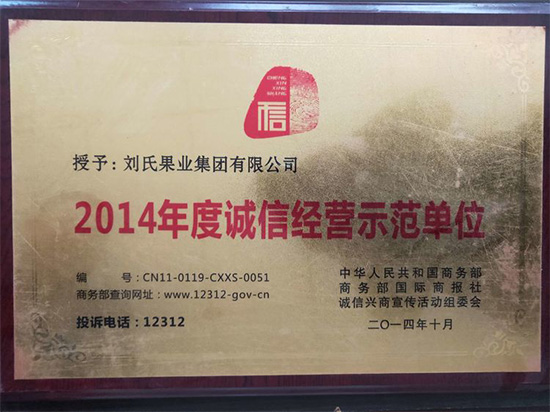 信
授予：刘氏果业集团有限公司
2014年度诚信经营示范单位
编 号：CN11-0119-CXXS-0051
商务部查询网址：www.12312-gov-cn
投诉电话：12312
中华人民共和国商务部
商务部国际商报社
诚信兴商宣传活动组委会
二〇一四年十月